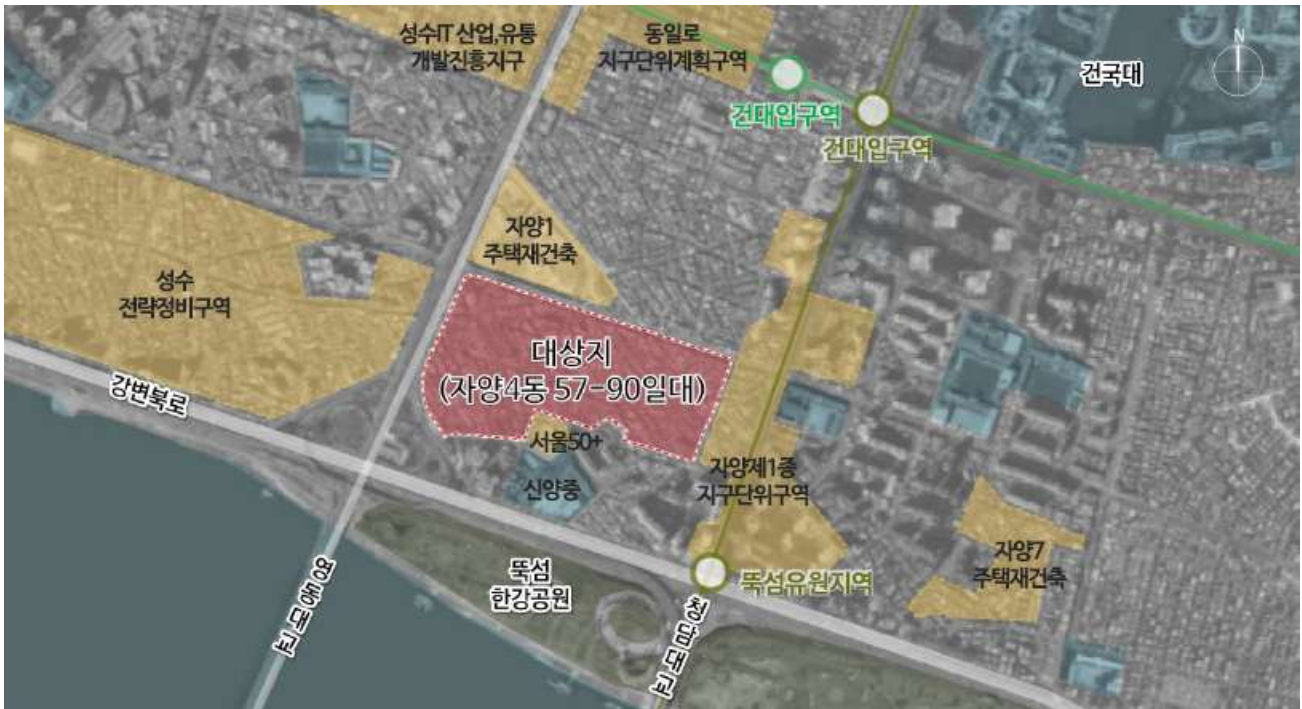 성수IT 산업,유통
개발진흥지구
동일로
지구단위계획구역
N
건국대
건대입구역
건대입구역
자양1
주택재건축
성수
전략정비구역
대상지
(자양4동 57-90일대)
강변북로
서울50+
신양중
자양제1종
지구단위구역
자양7
주택재건축
뚝섬
한강공원
뚝섬유원지역
영동대교
청담대교